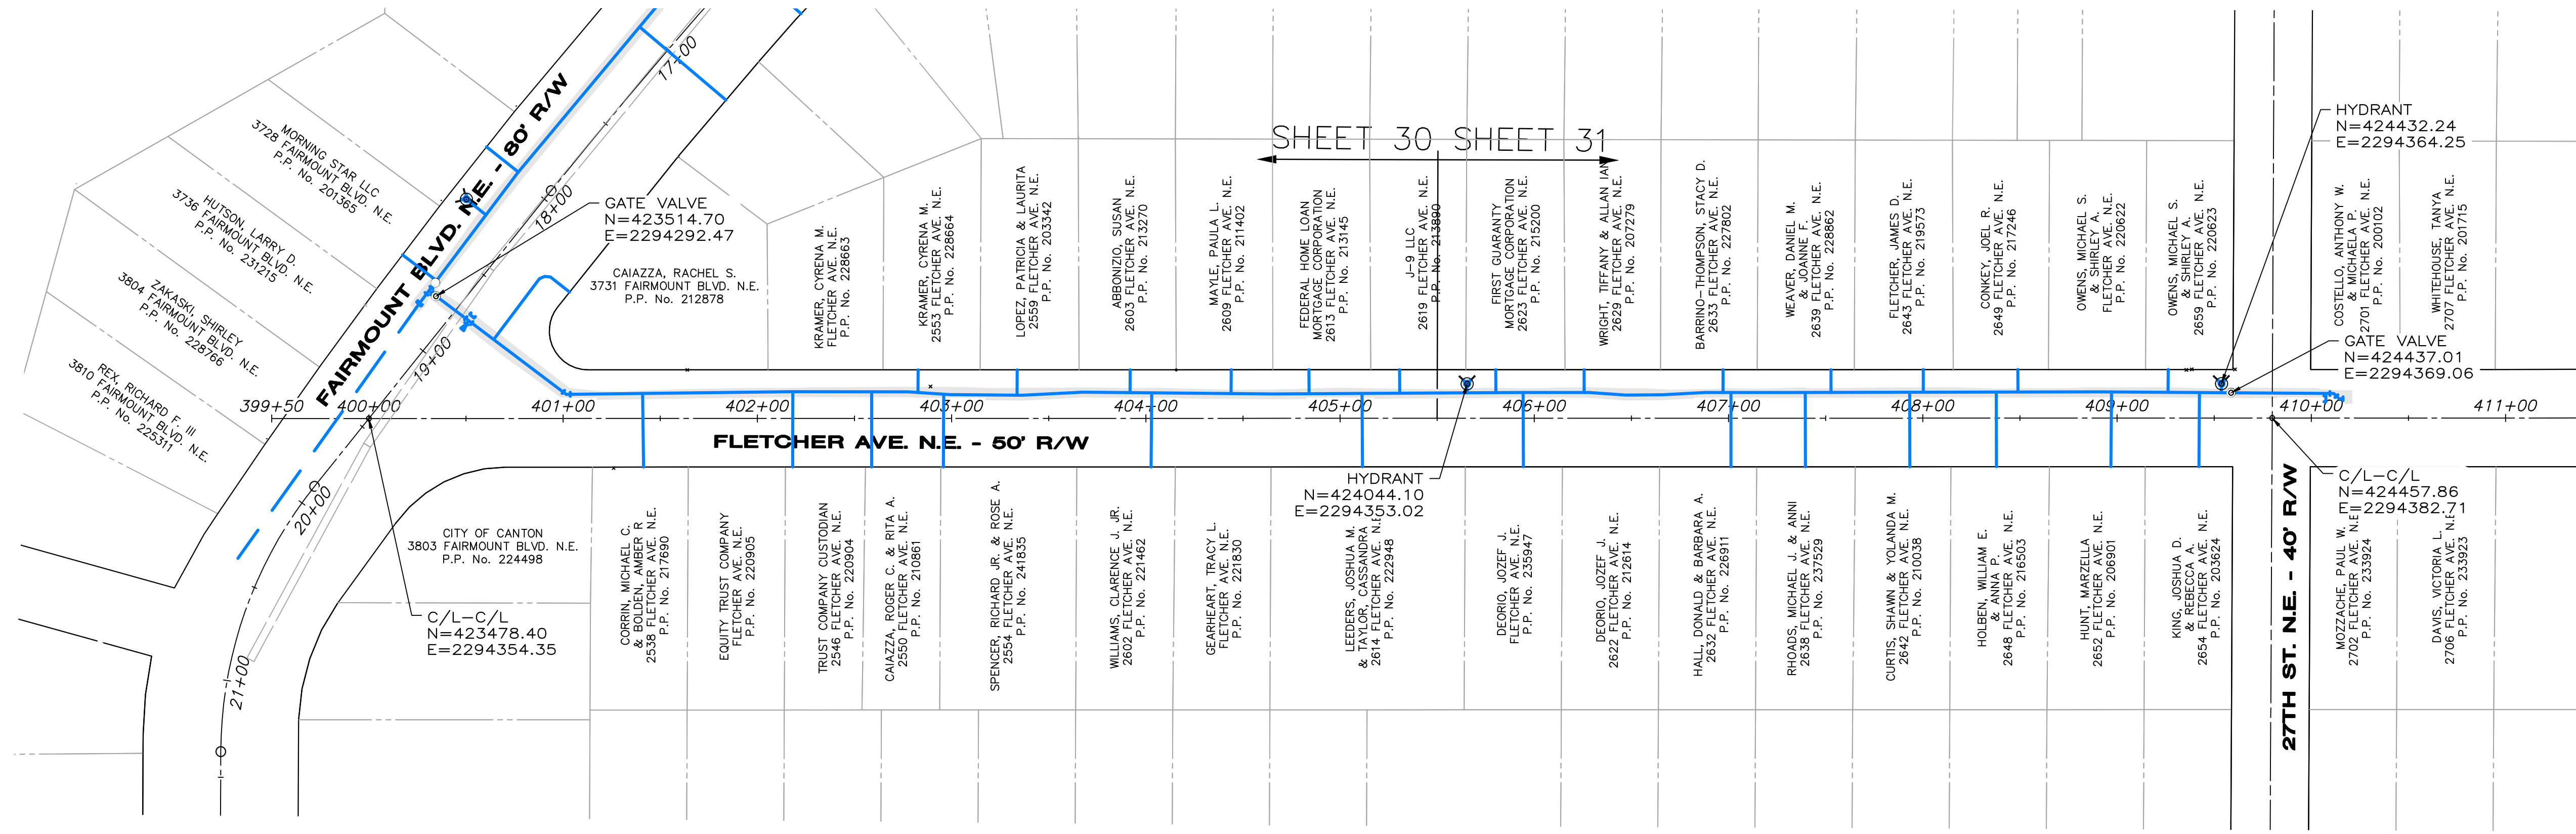 SHEET 30 SHEET 31
FAIRMOUNT BLVD. N.E. - 80' R/W
17+00
18+00
19+00
20+00
21+00
MORNING STAR LLC
3728 FAIRMOUNT BLVD. N.E.
P.P. No. 201365
HUTSON, LARRY D.
3736 FAIRMOUNT BLVD. N.E.
P.P. No. 231215
ZAKASKI, SHIRLEY
3804 FAIRMOUNT BLVD. N.E.
P.P. No. 228766
REX, RICHARD F. III
3810 FAIRMOUNT BLVD. N.E.
P.P. No. 225311
GATE VALVE
N=423514.70
E=2294292.47
CAIAZZA, RACHEL S.
3731 FAIRMOUNT BLVD. N.E.
P.P. No. 212878
KRAMER, CYRENA M.
FLETCHER AVE. N.E.
P.P. No. 228663
KRAMER, CYRENA M.
2553 FLETCHER AVE. N.E.
P.P. No. 228664
LOPEZ, PATRICIA & LAURITA
2559 FLETCHER AVE. N.E.
P.P. No. 203342
ABBONIZIO, SUSAN
2603 FLETCHER AVE. N.E.
P.P. No. 213270
MAYLE, PAULA L.
2609 FLETCHER AVE. N.E.
P.P. No. 211402
FEDERAL HOME LOAN
MORTGAGE CORPORATION
2613 FLETCHER AVE. N.E.
P.P. No. 213145
J-9 LLC
2619 FLETCHER AVE. N.E.
P.P. No. 213890
FIRST GUARANTY
MORTGAGE CORPORATION
2623 FLETCHER AVE. N.E.
P.P. No. 215200
WRIGHT, TIFFANY & ALLAN IAN
2629 FLETCHER AVE. N.E.
P.P. No. 207279
BARRINO-THOMPSON, STACY D.
2633 FLETCHER AVE. N.E.
P.P. No. 227802
WEAVER, DANIEL M.
& JOANNE F.
2639 FLETCHER AVE. N.E.
P.P. No. 228862
FLETCHER, JAMES D.
2643 FLETCHER AVE. N.E.
P.P. No. 219573
CONKEY, JOEL R.
2649 FLETCHER AVE. N.E.
P.P. No. 217246
OWENS, MICHAEL S.
& SHIRLEY A.
FLETCHER AVE. N.E.
P.P. No. 220622
OWENS, MICHAEL S.
& SHIRLEY A.
2659 FLETCHER AVE. N.E.
P.P. No. 220623
COSTELLO, ANTHONY W.
& MICHAELA P.
2701 FLETCHER AVE. N.E.
P.P. No. 200102
WHITEHOUSE, TANYA
2707 FLETCHER AVE. N.E.
P.P. No. 201715
HYDRANT
N=424432.24
E=2294364.25
GATE VALVE
N=424437.01
E=2294369.06
399+50 400+00 401+00 402+00 403+00 404+00 405+00 406+00 407+00 408+00 409+00 410+00 411+00
FLETCHER AVE. N.E. - 50' R/W
HYDRANT
N=424044.10
E=2294353.02
C/L-C/L
N=424457.86
E=2294382.71
C/L-C/L
N=423478.40
E=2294354.35
CITY OF CANTON
3803 FAIRMOUNT BLVD. N.E.
P.P. No. 224498
CORRIN, MICHAEL C.
& BOLDEN, AMBER R
2538 FLETCHER AVE. N.E.
P.P. No. 217690
EQUITY TRUST COMPANY
FLETCHER AVE. N.E.
P.P. No. 220905
TRUST COMPANY CUSTODIAN
2546 FLETCHER AVE. N.E.
P.P. No. 220904
CAIAZZA, ROGER C. & RITA A.
2550 FLETCHER AVE. N.E.
P.P. No. 210861
SPENCER, RICHARD JR. & ROSE A.
2554 FLETCHER AVE. N.E.
P.P. No. 241835
WILLIAMS, CLARENCE J. JR.
2602 FLETCHER AVE. N.E.
P.P. No. 221462
GEARHEART, TRACY L.
FLETCHER AVE. N.E.
P.P. No. 221830
LEEDERS, JOSHUA M.
& TAYLOR, CASSANDRA
2614 FLETCHER AVE. N.E.
P.P. No. 222948
DEORIO, JOZEF J.
FLETCHER AVE. N.E.
P.P. No. 235947
DEORIO, JOZEF J.
2622 FLETCHER AVE. N.E.
P.P. No. 212614
HALL, DONALD & BARBARA A.
2632 FLETCHER AVE. N.E.
P.P. No. 226911
RHOADS, MICHAEL J. & ANNI
2638 FLETCHER AVE. N.E.
P.P. No. 237529
CURTIS, SHAWN & YOLANDA M.
2642 FLETCHER AVE. N.E.
P.P. No. 210038
HOLBEN, WILLIAM E.
& ANNA P.
2648 FLETCHER AVE. N.E.
P.P. No. 216503
HUNT, MARZELLA
2652 FLETCHER AVE. N.E.
P.P. No. 206901
KING, JOSHUA D.
& REBECCA A.
2654 FLETCHER AVE. N.E.
P.P. No. 203624
27TH ST. N.E. - 40' R/W
MOZZACHE, PAUL W.
2702 FLETCHER AVE. N.E.
P.P. No. 233924
DAVIS, VICTORIA L.
2706 FLETCHER AVE. N.E.
P.P. No. 233923